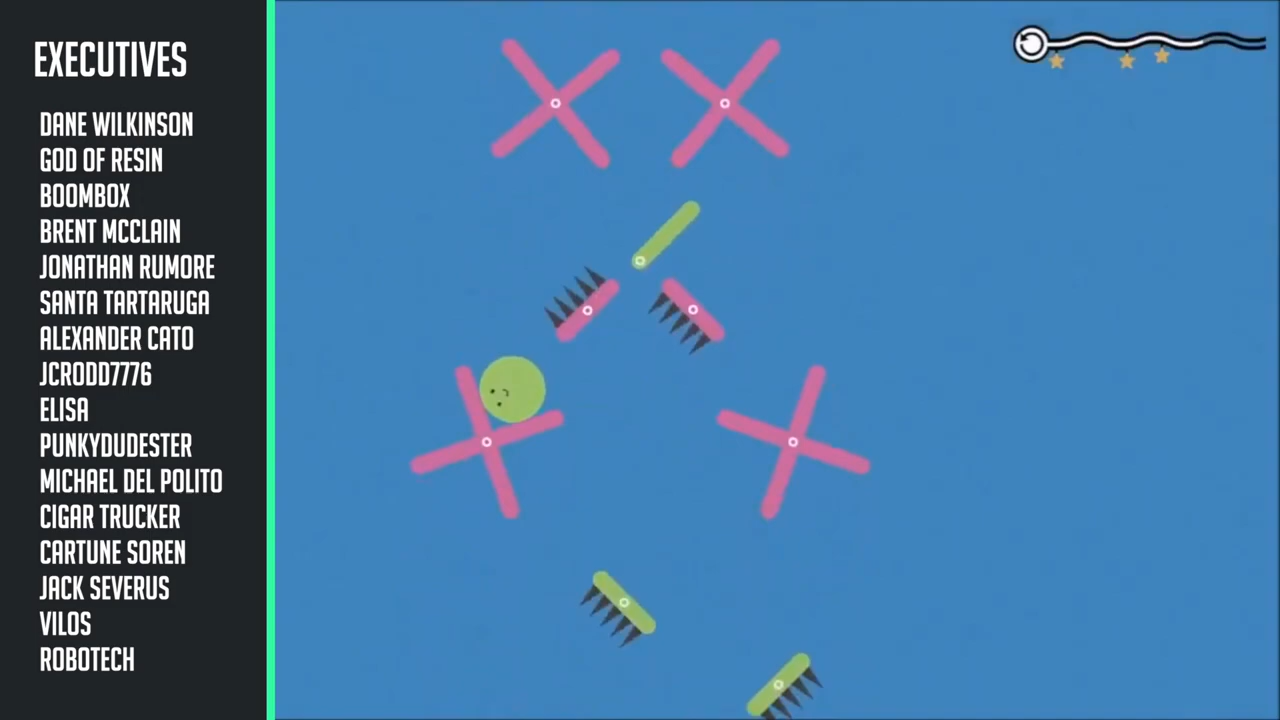 EXECUTIVES
DANE WILKINSON
GOD OF RESIN
BOOMBOX
BRENT MCCLAIN
JONATHAN RUMORE
SANTA TARTARUGA
ALEXANDER CATO
JCRODD7776
ELISA
PUNKYDUDESTER
MICHAEL DEL POLITO
CIGAR TRUCKER
CARTUNE SOREN
JACK SEVERUS
VILOS
ROBOTECH